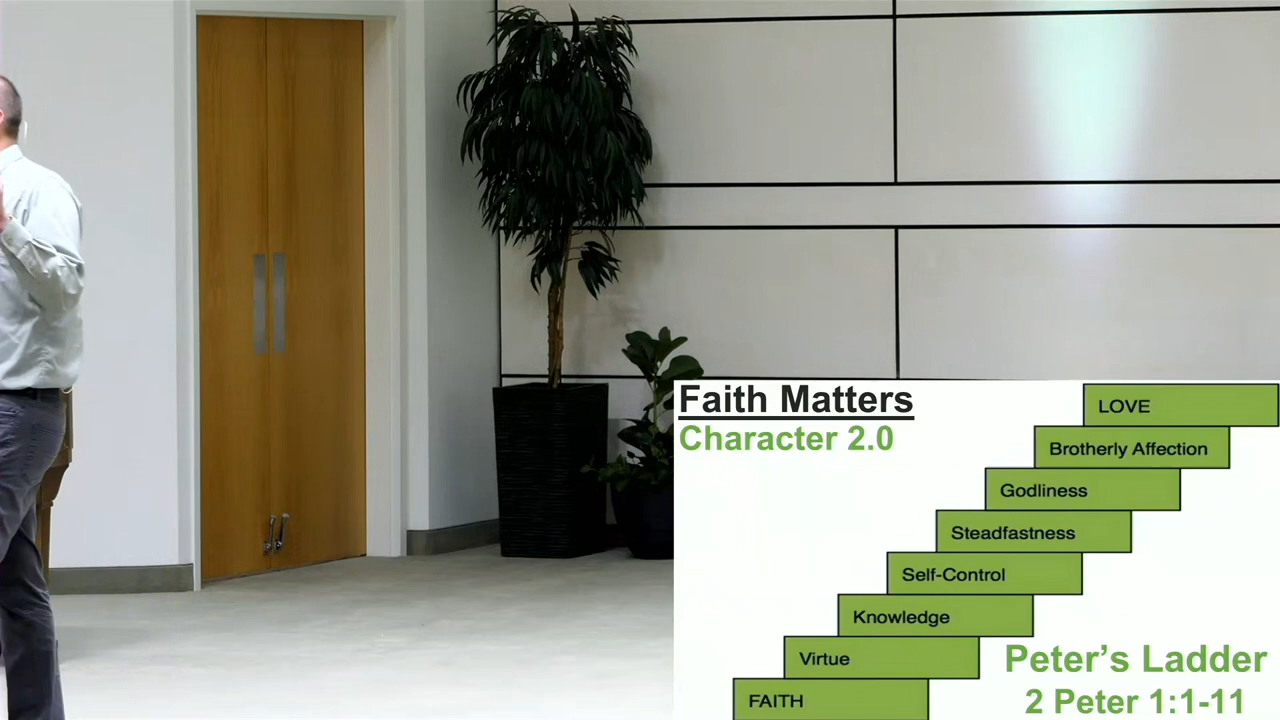 Faith Matters
Character 2.0
LOVE
Brotherly Affection
Godliness
Steadfastness
Self-Control
Knowledge
Virtue
FAITH
Peter's Ladder
2 Peter 1:1-11